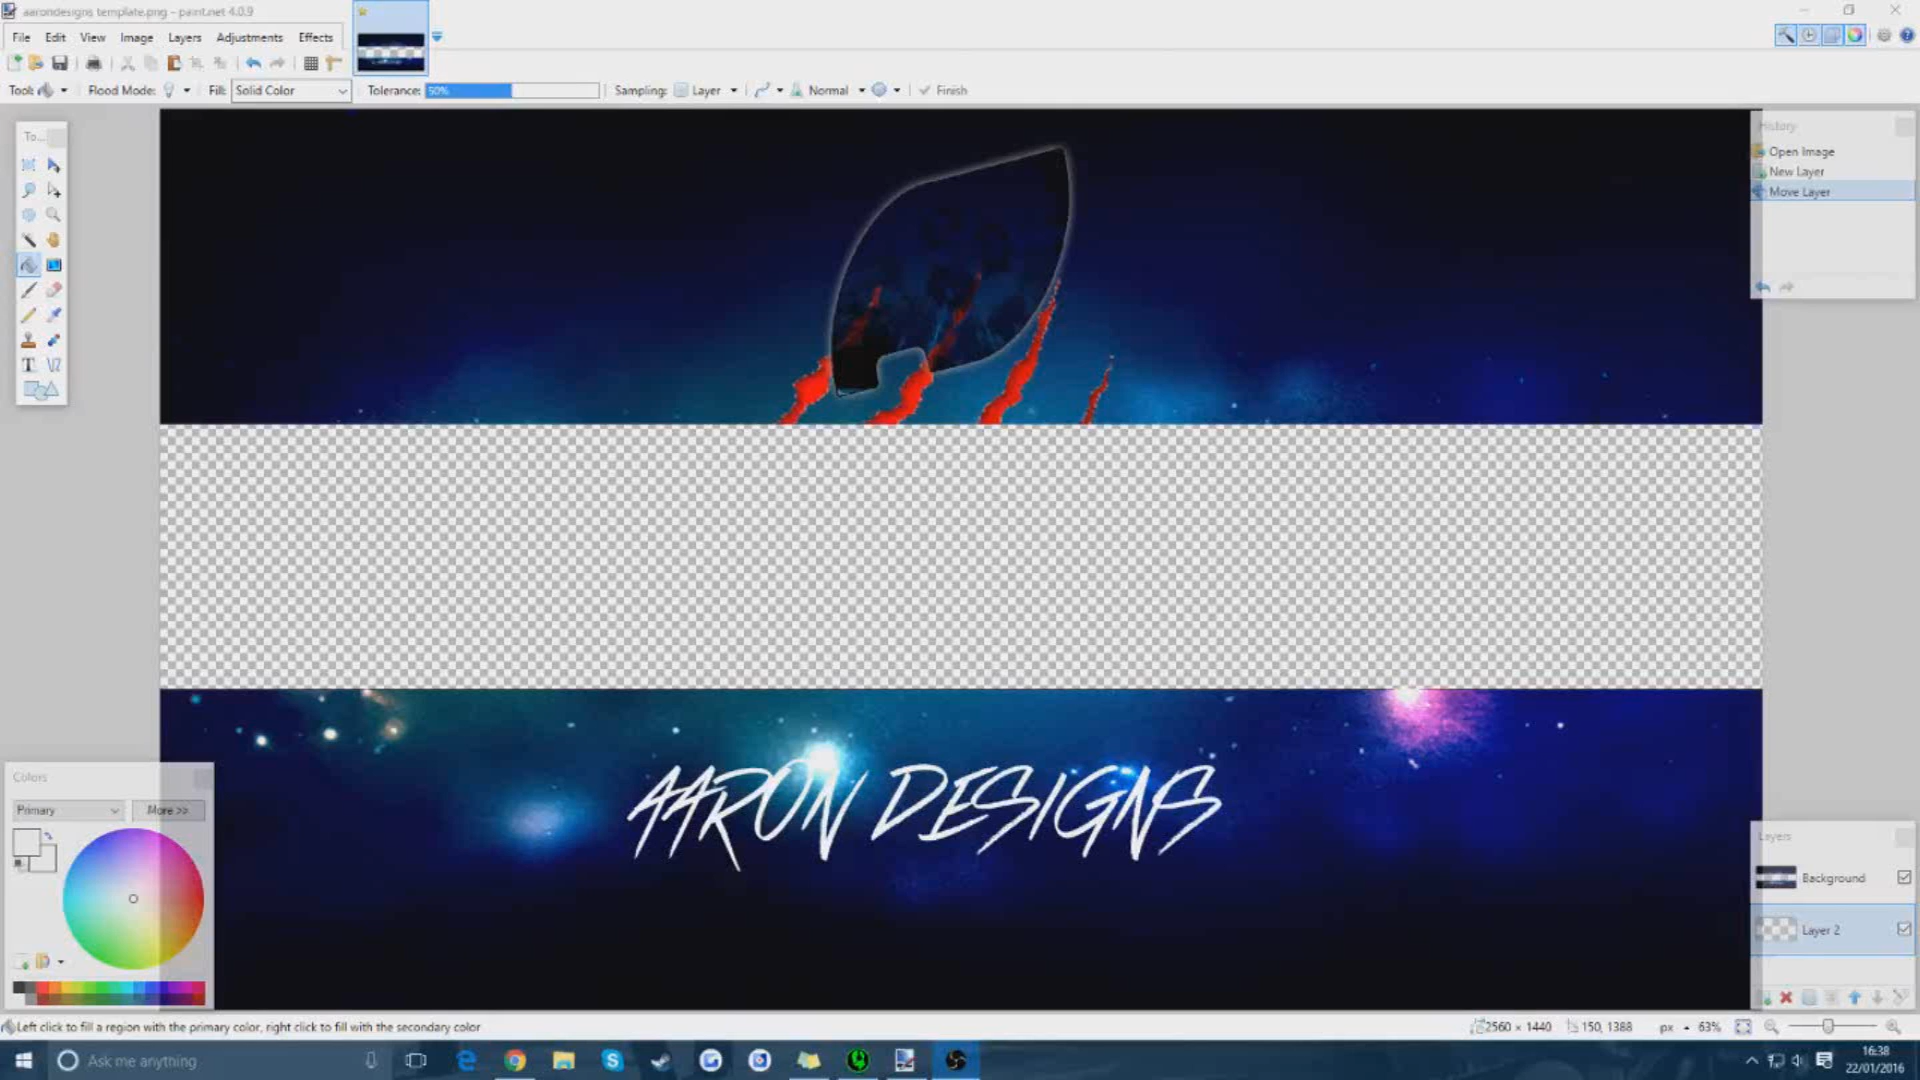 aarondesigns template.png - paint.net 4.0.9
File Edit View Image Layers Adjustments Effects
Tool: Flood Mode: Fill: Solid Color Tolerance: 50% Sampling: Layer Normal Finish
To...
History
Open Image
New Layer
Move Layer
AARON DESIGNS
Colors
Primary More >>
Layers
Background
Layer 2
Left click to fill a region with the primary color, right click to fill with the secondary color
2560 × 1440 150, 1388 px 63%
Ask me anything
16:38
22/01/2016